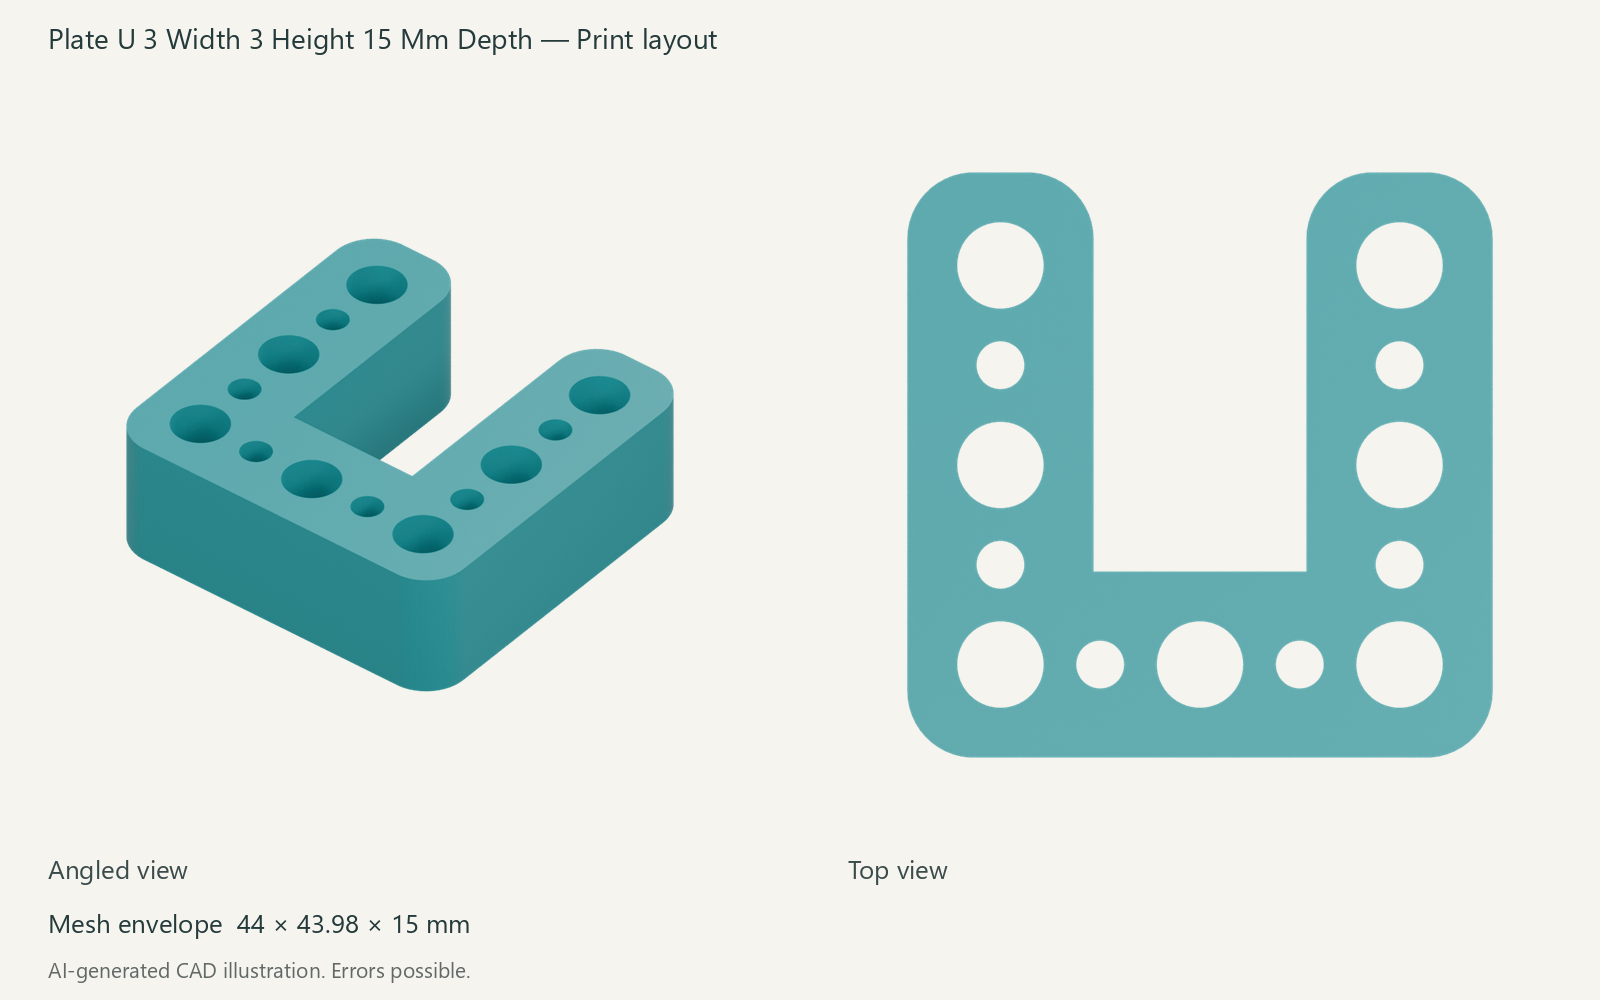 Plate U 3 Width 3 Height 15 Mm Depth — Print layout
Angled view
Top view
Mesh envelope  44 × 43.98 × 15 mm
AI-generated CAD illustration. Errors possible.